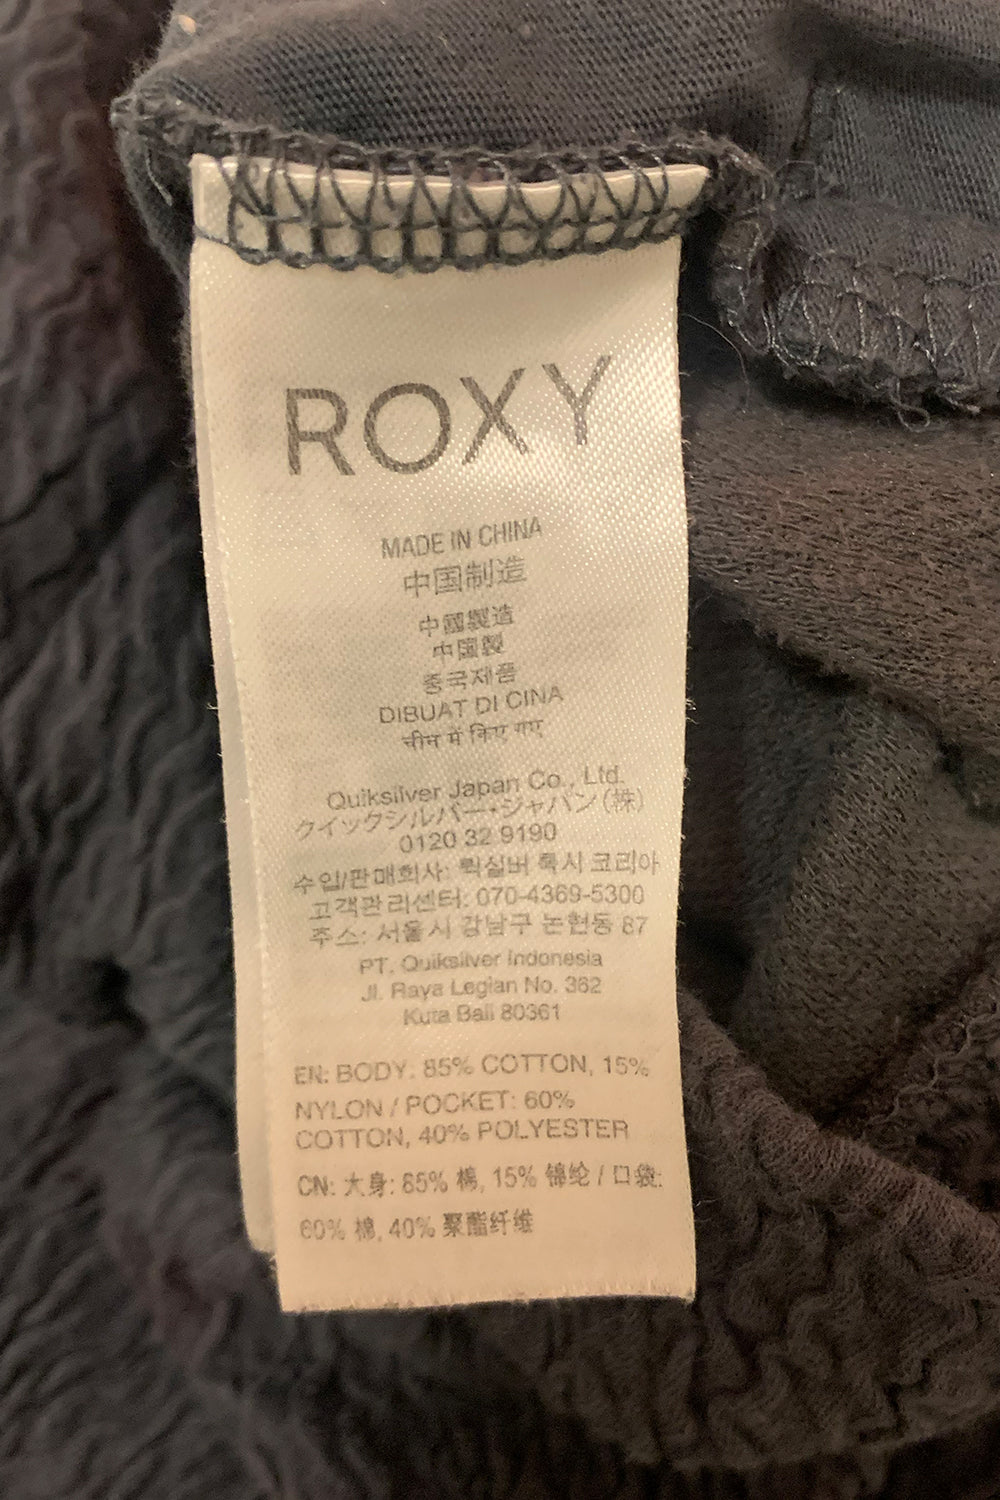 ROXY
MADE IN CHINA
中国制造
中國製造
中国製
중국제품
DIBUAT DI CINA
चीन में किए गए
Quiksilver Japan Co., Ltd.
クイックシルバー・ジャパン(株)
0120 32 9190
수입/판매회사: 퀵실버 록시 코리아
고객관리센터: 070-4369-5300
주소: 서울시 강남구 논현동 87
PT. Quiksilver Indonesia
Jl. Raya Legian No. 362
Kuta Bali 80361
EN: BODY: 85% COTTON, 15%
NYLON / POCKET: 60%
COTTON, 40% POLYESTER
CN: 大身: 85% 棉, 15% 锦纶 / 口袋:
60% 棉, 40% 聚酯纤维